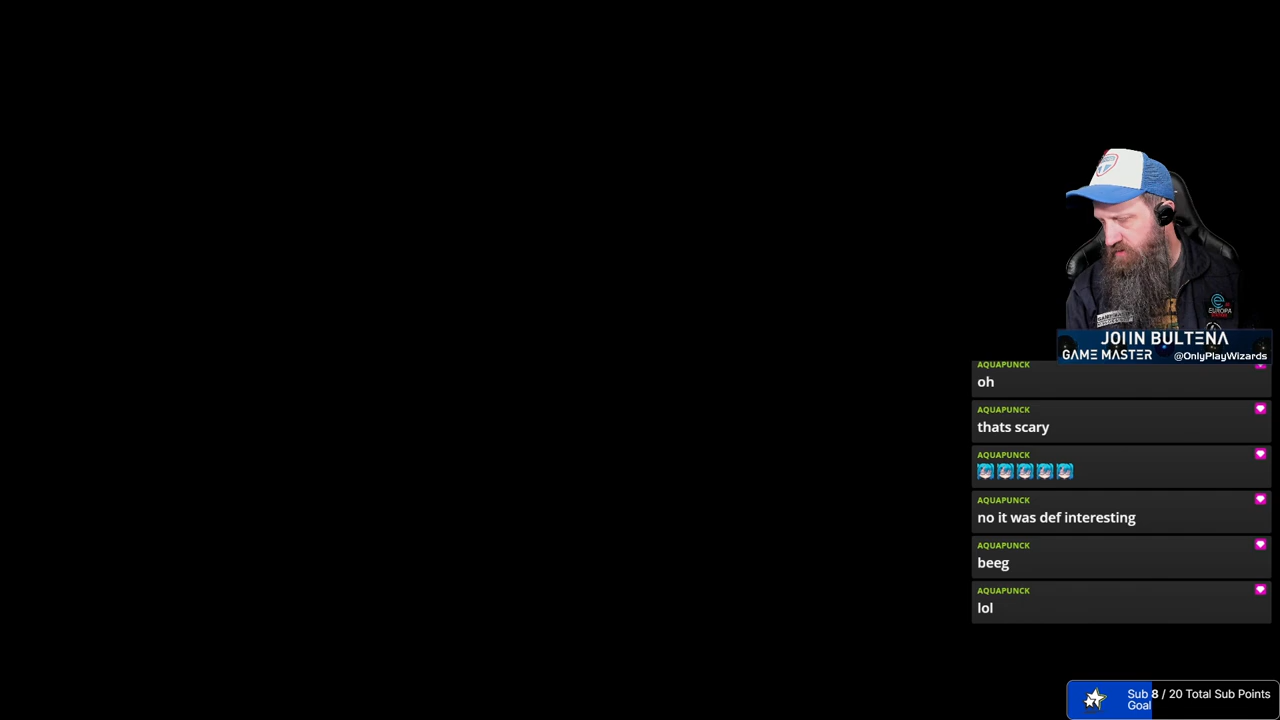 JOHN BULTENA
GAME MASTER @OnlyPlayWizards
EUROPA
AQUAPUNCK
oh
AQUAPUNCK
thats scary
AQUAPUNCK
AQUAPUNCK
no it was def interesting
AQUAPUNCK
beeg
AQUAPUNCK
lol
Sub 8 / 20 Total Sub Points
Goal